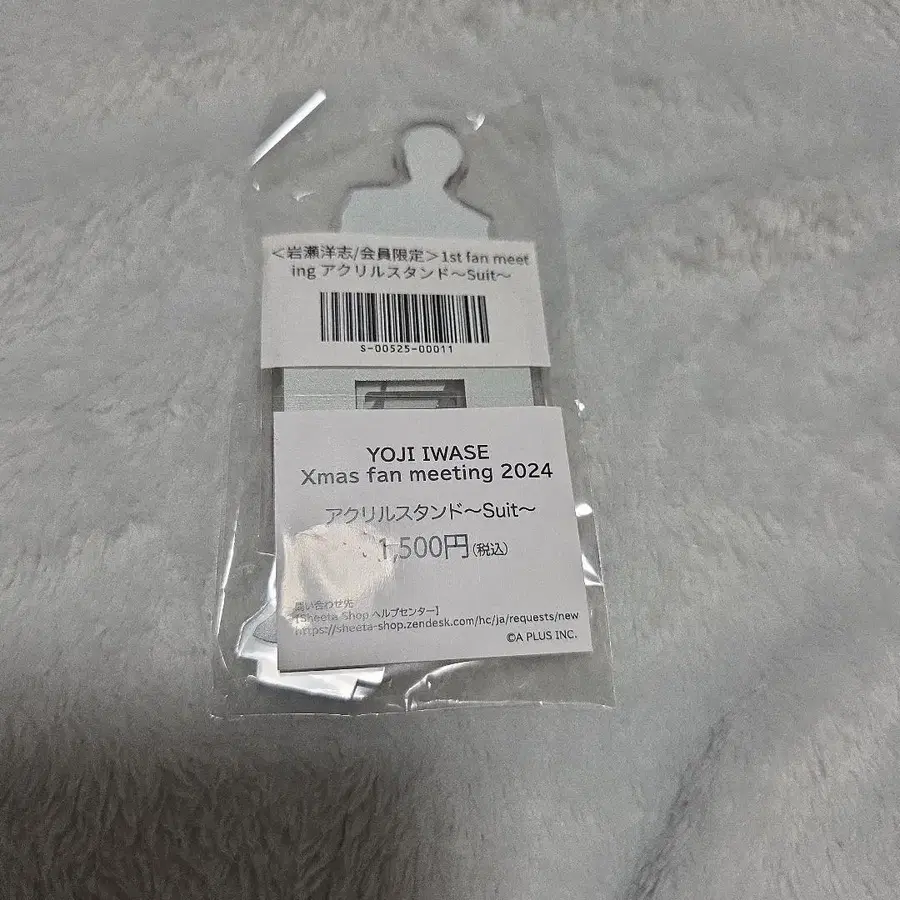 ＜岩瀬洋志/会員限定＞1st fan meet
ing アクリルスタンド～Suit～
S-00525-00011
YOJI IWASE
Xmas fan meeting 2024
アクリルスタンド～Suit～
1,500円(税込)
問い合わせ先
【Sheeta Shop ヘルプセンター】
https://sheeta-shop.zendesk.com/hc/ja/requests/new
©A PLUS INC.